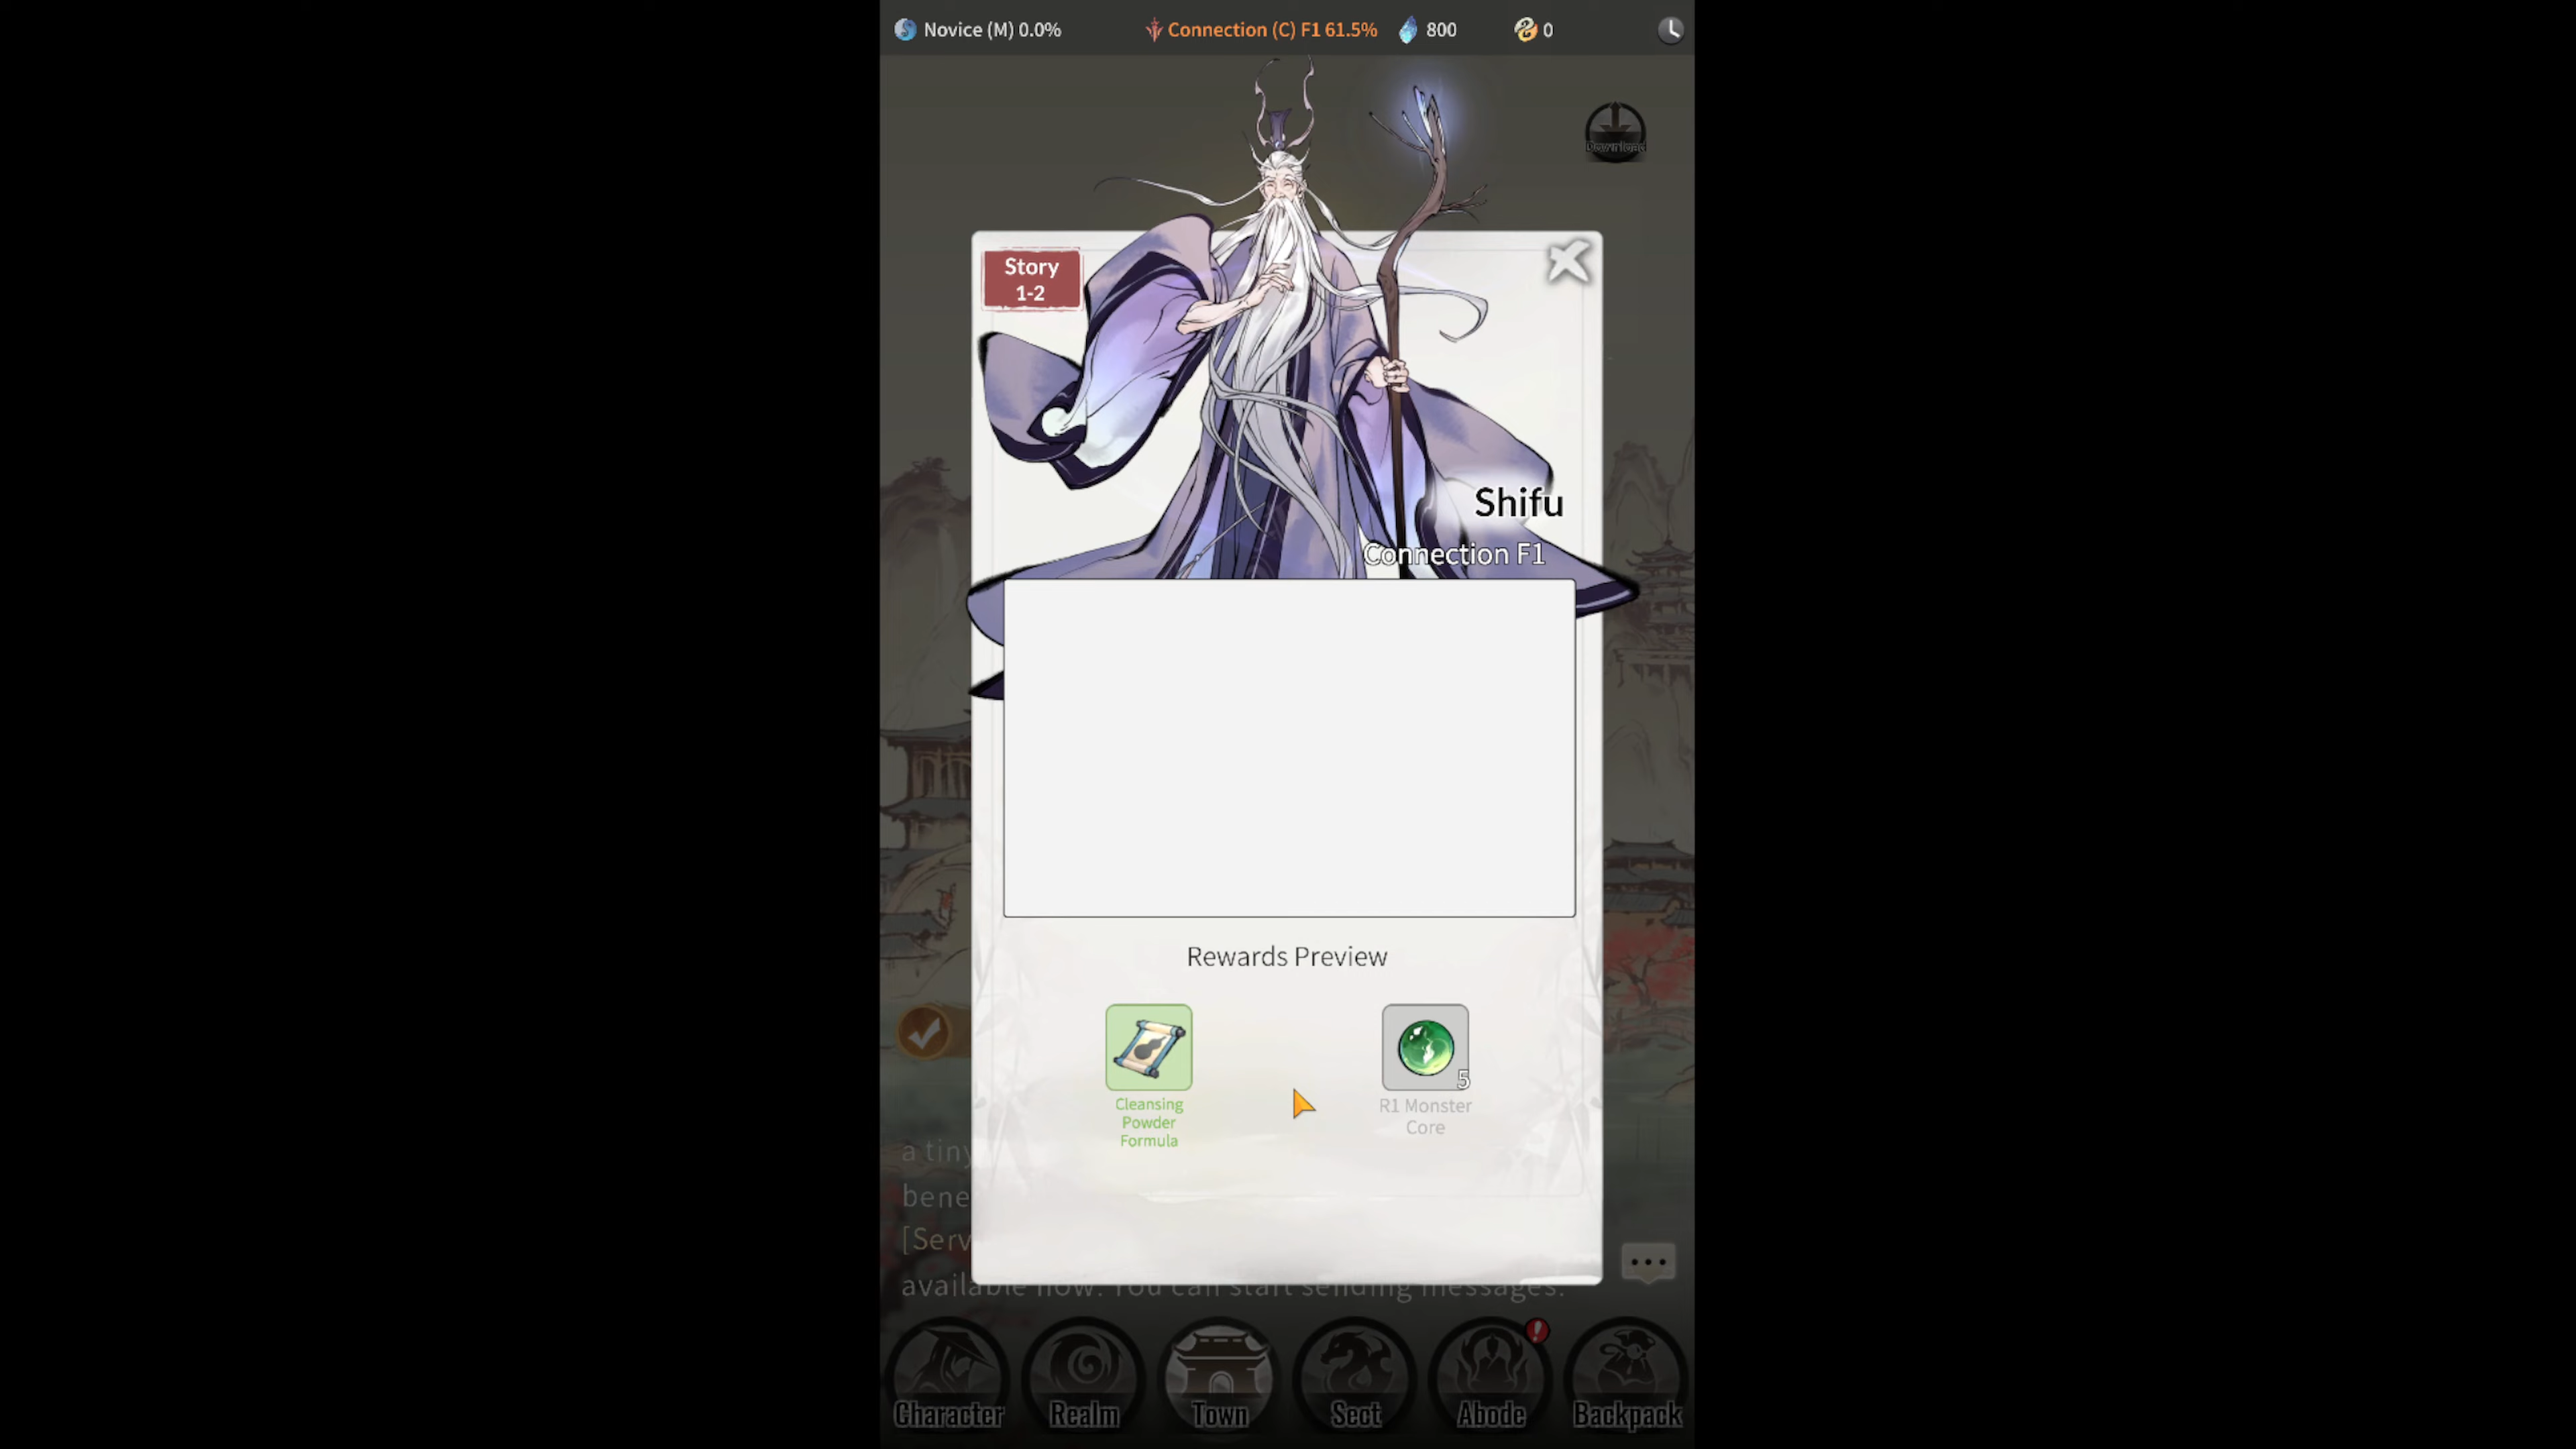 Novice (M) 0.0%
Connection (C) F1 61.5%
800
0
Download
Story
1-2
Shifu
Connection F1
Rewards Preview
Cleansing
Powder
Formula
5
R1 Monster
Core
a tiny
bene
[Serv
available now. You can start sending messages.
Character
Realm
Town
Sect
Abode
Backpack